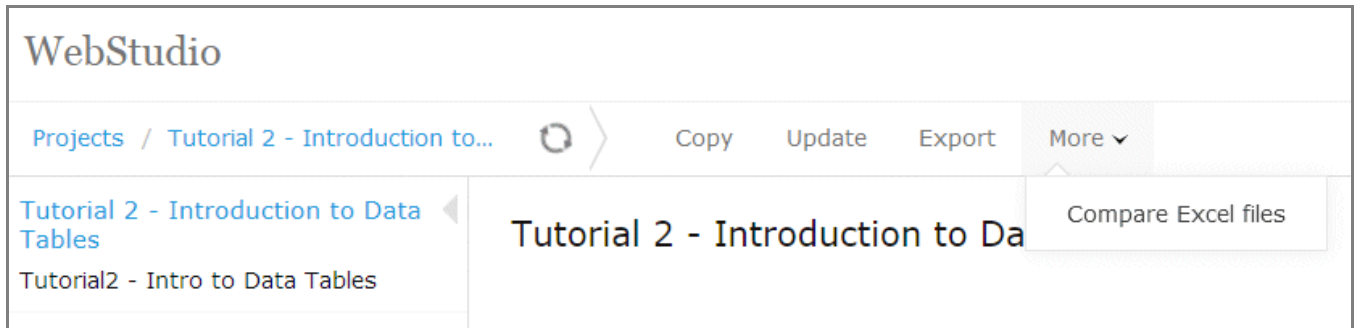 WebStudio
Projects / Tutorial 2 - Introduction to... Copy Update Export More
Compare Excel files
Tutorial 2 - Introduction to Data
Tables
Tutorial2 - Intro to Data Tables
Tutorial 2 - Introduction to Da